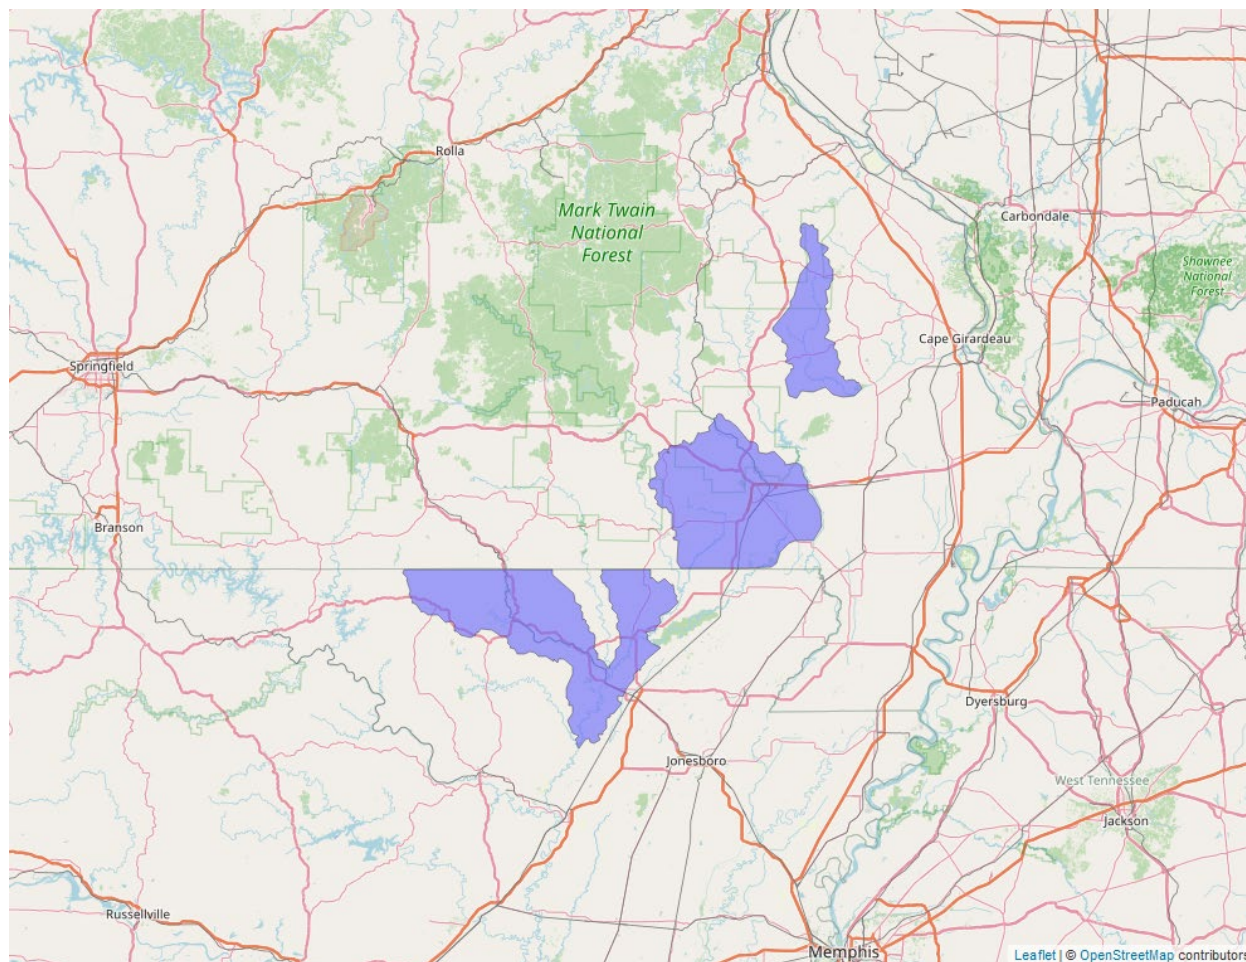 Rolla
Mark Twain
National
Forest
Carbondale
Shawnee
National
Forest
Springfield
Cape Girardeau
Paducah
Branson
Dyersburg
Jonesboro
West Tennessee
Jackson
Russellville
Memphis
Leaflet | © OpenStreetMap contributors